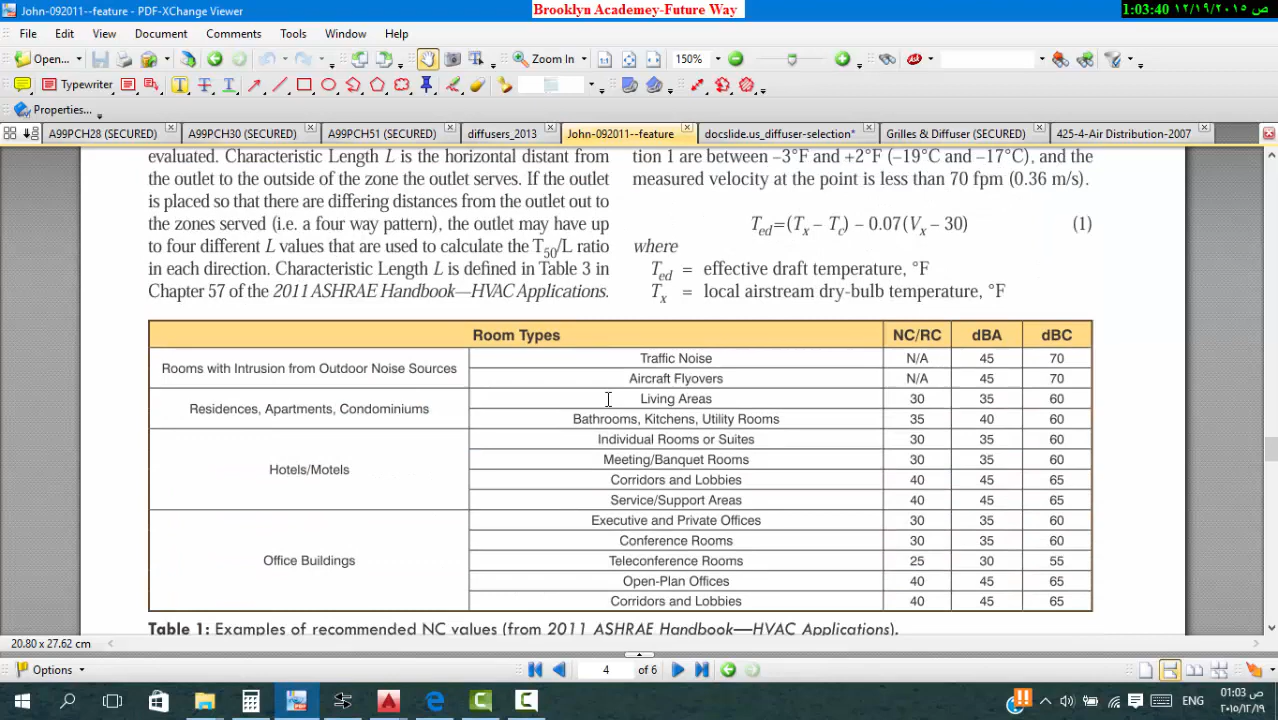 John-092011--feature - PDF-XChange Viewer
Brooklyn Academey-Future Way
1:03:40 ١٢/١٩/٢٠١٥ ص
File Edit View Document Comments Tools Window Help
Open... Zoom In 150%
Typewriter
Properties...
A99PCH28 (SECURED) A99PCH30 (SECURED) A99PCH51 (SECURED) diffusers_2013 John-092011--feature docslide.us_diffuser-selection* Grilles & Diffuser (SECURED) 425-4-Air Distribution-2007
evaluated. Characteristic Length L is the horizontal distant from
the outlet to the outside of the zone the outlet serves. If the outlet
is placed so that there are differing distances from the outlet out to
the zones served (i.e. a four way pattern), the outlet may have up
to four different L values that are used to calculate the T50/L ratio
in each direction. Characteristic Length L is defined in Table 3 in
Chapter 57 of the 2011 ASHRAE Handbook—HVAC Applications.
tion 1 are between –3°F and +2°F (–19°C and –17°C), and the
measured velocity at the point is less than 70 fpm (0.36 m/s).
Ted=(Tx – Tc) – 0.07(Vx – 30) (1)
where
Ted = effective draft temperature, °F
Tx = local airstream dry-bulb temperature, °F
Room Types NC/RC dBA dBC
Rooms with Intrusion from Outdoor Noise Sources Traffic Noise N/A 45 70
Aircraft Flyovers N/A 45 70
Residences, Apartments, Condominiums Living Areas 30 35 60
Bathrooms, Kitchens, Utility Rooms 35 40 60
Hotels/Motels Individual Rooms or Suites 30 35 60
Meeting/Banquet Rooms 30 35 60
Corridors and Lobbies 40 45 65
Service/Support Areas 40 45 65
Office Buildings Executive and Private Offices 30 35 60
Conference Rooms 30 35 60
Teleconference Rooms 25 30 55
Open-Plan Offices 40 45 65
Corridors and Lobbies 40 45 65
Table 1: Examples of recommended NC values (from 2011 ASHRAE Handbook—HVAC Applications).
20.80 x 27.62 cm
Options 4 of 6
ENG 01:03 ص
٢٠١٥/١٢/١٩